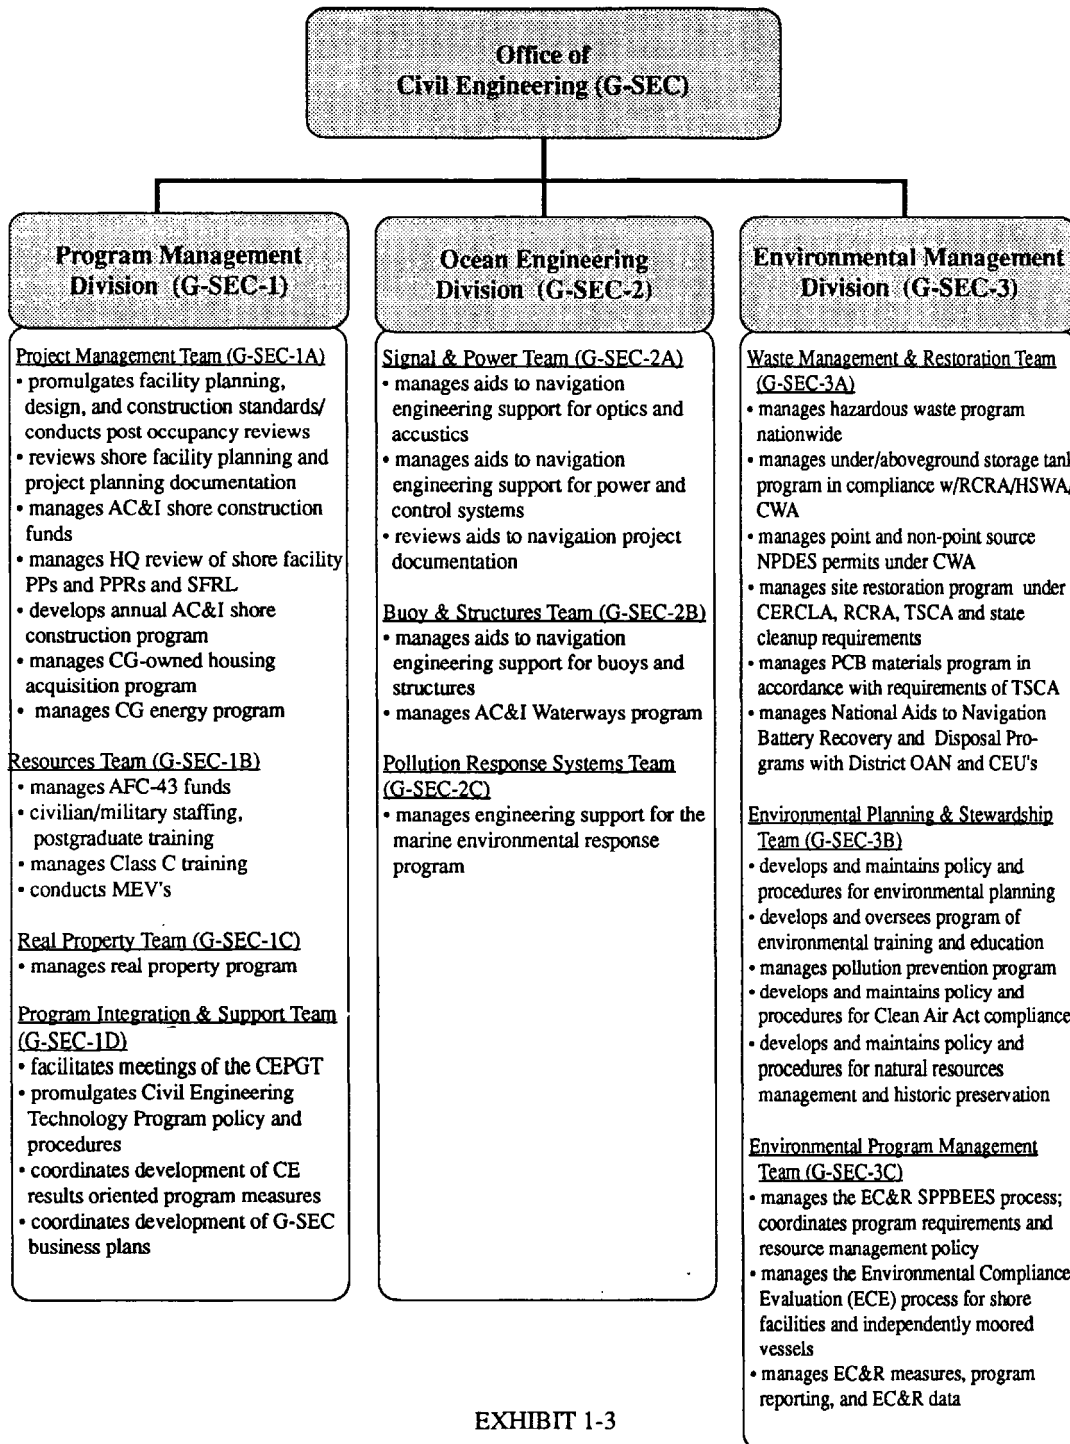 Office of
Civil Engineering (G-SEC)
Program Management
Division (G-SEC-1)
Project Management Team (G-SEC-1A)
• promulgates facility planning,
design, and construction standards/
conducts post occupancy reviews
• reviews shore facility planning and
project planning documentation
• manages AC&I shore construction
funds
• manages HQ review of shore facility
PPs and PPRs and SFRL
• develops annual AC&I shore
construction program
• manages CG-owned housing
acquisition program
• manages CG energy program
Resources Team (G-SEC-1B)
• manages AFC-43 funds
• civilian/military staffing,
postgraduate training
• manages Class C training
• conducts MEV's
Real Property Team (G-SEC-1C)
• manages real property program
Program Integration & Support Team
(G-SEC-1D)
• facilitates meetings of the CEPGT
• promulgates Civil Engineering
Technology Program policy and
procedures
• coordinates development of CE
results oriented program measures
• coordinates development of G-SEC
business plans
Ocean Engineering
Division (G-SEC-2)
Signal & Power Team (G-SEC-2A)
• manages aids to navigation
engineering support for optics and
accustics
• manages aids to navigation
engineering support for power and
control systems
• reviews aids to navigation project
documentation
Buoy & Structures Team (G-SEC-2B)
• manages aids to navigation
engineering support for buoys and
structures
• manages AC&I Waterways program
Pollution Response Systems Team
(G-SEC-2C)
• manages engineering support for the
marine environmental response
program
Environmental Management
Division (G-SEC-3)
Waste Management & Restoration Team
(G-SEC-3A)
• manages hazardous waste program
nationwide
• manages under/aboveground storage tank
program in compliance w/RCRA/HSWA/
CWA
• manages point and non-point source
NPDES permits under CWA
• manages site restoration program under
CERCLA, RCRA, TSCA and state
cleanup requirements
• manages PCB materials program in
accordance with requirements of TSCA
• manages National Aids to Navigation
Battery Recovery and Disposal Pro-
grams with District OAN and CEU's
Environmental Planning & Stewardship
Team (G-SEC-3B)
• develops and maintains policy and
procedures for environmental planning
• develops and oversees program of
environmental training and education
• manages pollution prevention program
• develops and maintains policy and
procedures for Clean Air Act compliance
• develops and maintains policy and
procedures for natural resources
management and historic preservation
Environmental Program Management
Team (G-SEC-3C)
• manages the EC&R SPPBEES process;
coordinates program requirements and
resource management policy
• manages the Environmental Compliance
Evaluation (ECE) process for shore
facilities and independently moored
vessels
• manages EC&R measures, program
reporting, and EC&R data
EXHIBIT 1-3